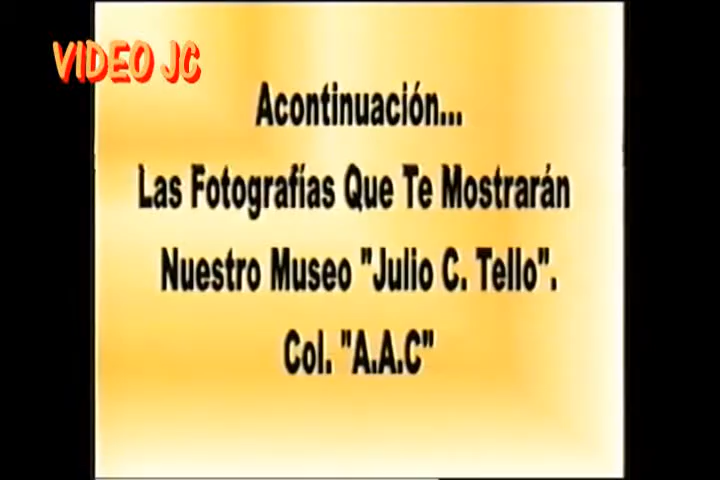 VIDEO JC
Acontinuación...
Las Fotografías Que Te Mostrarán
Nuestro Museo "Julio C. Tello".
Col. "A.A.C"